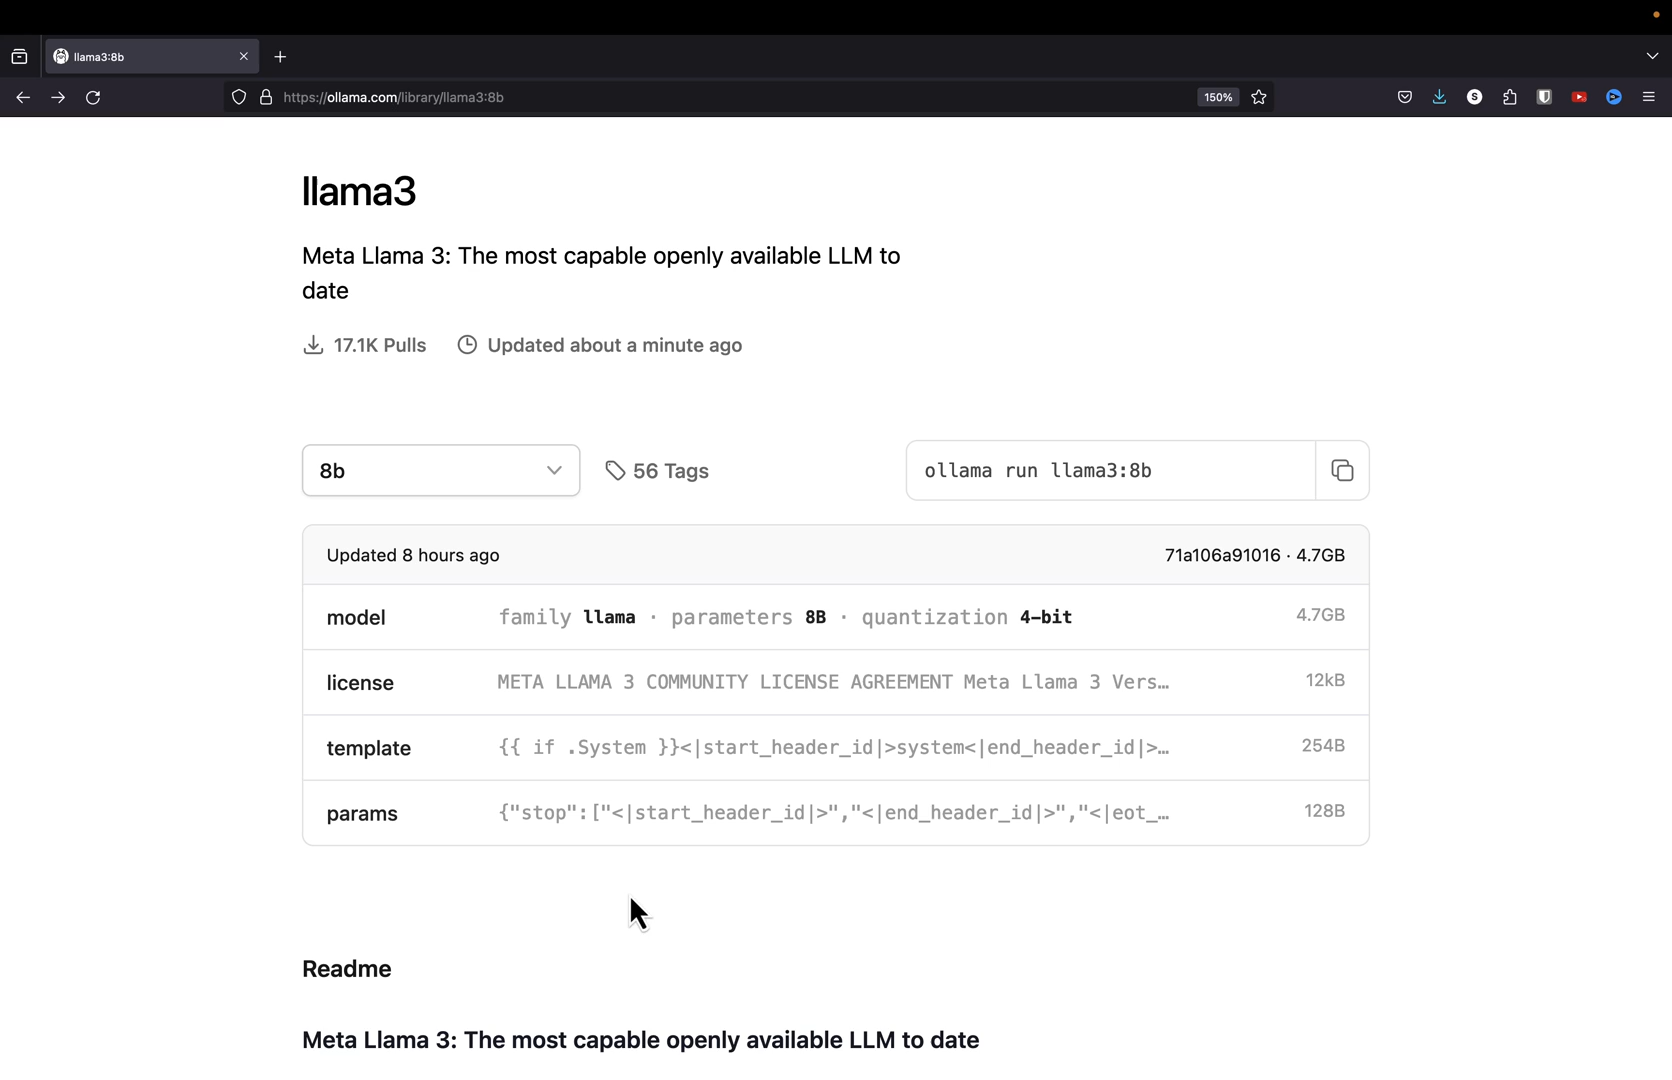 llama3:8b
https://ollama.com/library/llama3:8b
150%
S
llama3
Meta Llama 3: The most capable openly available LLM to
date
17.1K Pulls Updated about a minute ago
8b 56 Tags ollama run llama3:8b
Updated 8 hours ago 71a106a91016 · 4.7GB
model family llama · parameters 8B · quantization 4-bit 4.7GB
license META LLAMA 3 COMMUNITY LICENSE AGREEMENT Meta Llama 3 Vers… 12kB
template {{ if .System }}<|start_header_id|>system<|end_header_id|>… 254B
params {"stop":["<|start_header_id|>","<|end_header_id|>","<|eot_… 128B
Readme
Meta Llama 3: The most capable openly available LLM to date